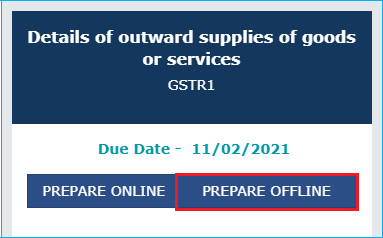 Details of outward supplies of goods
or services
GSTR1
Due Date - 11/02/2021
PREPARE ONLINE PREPARE OFFLINE